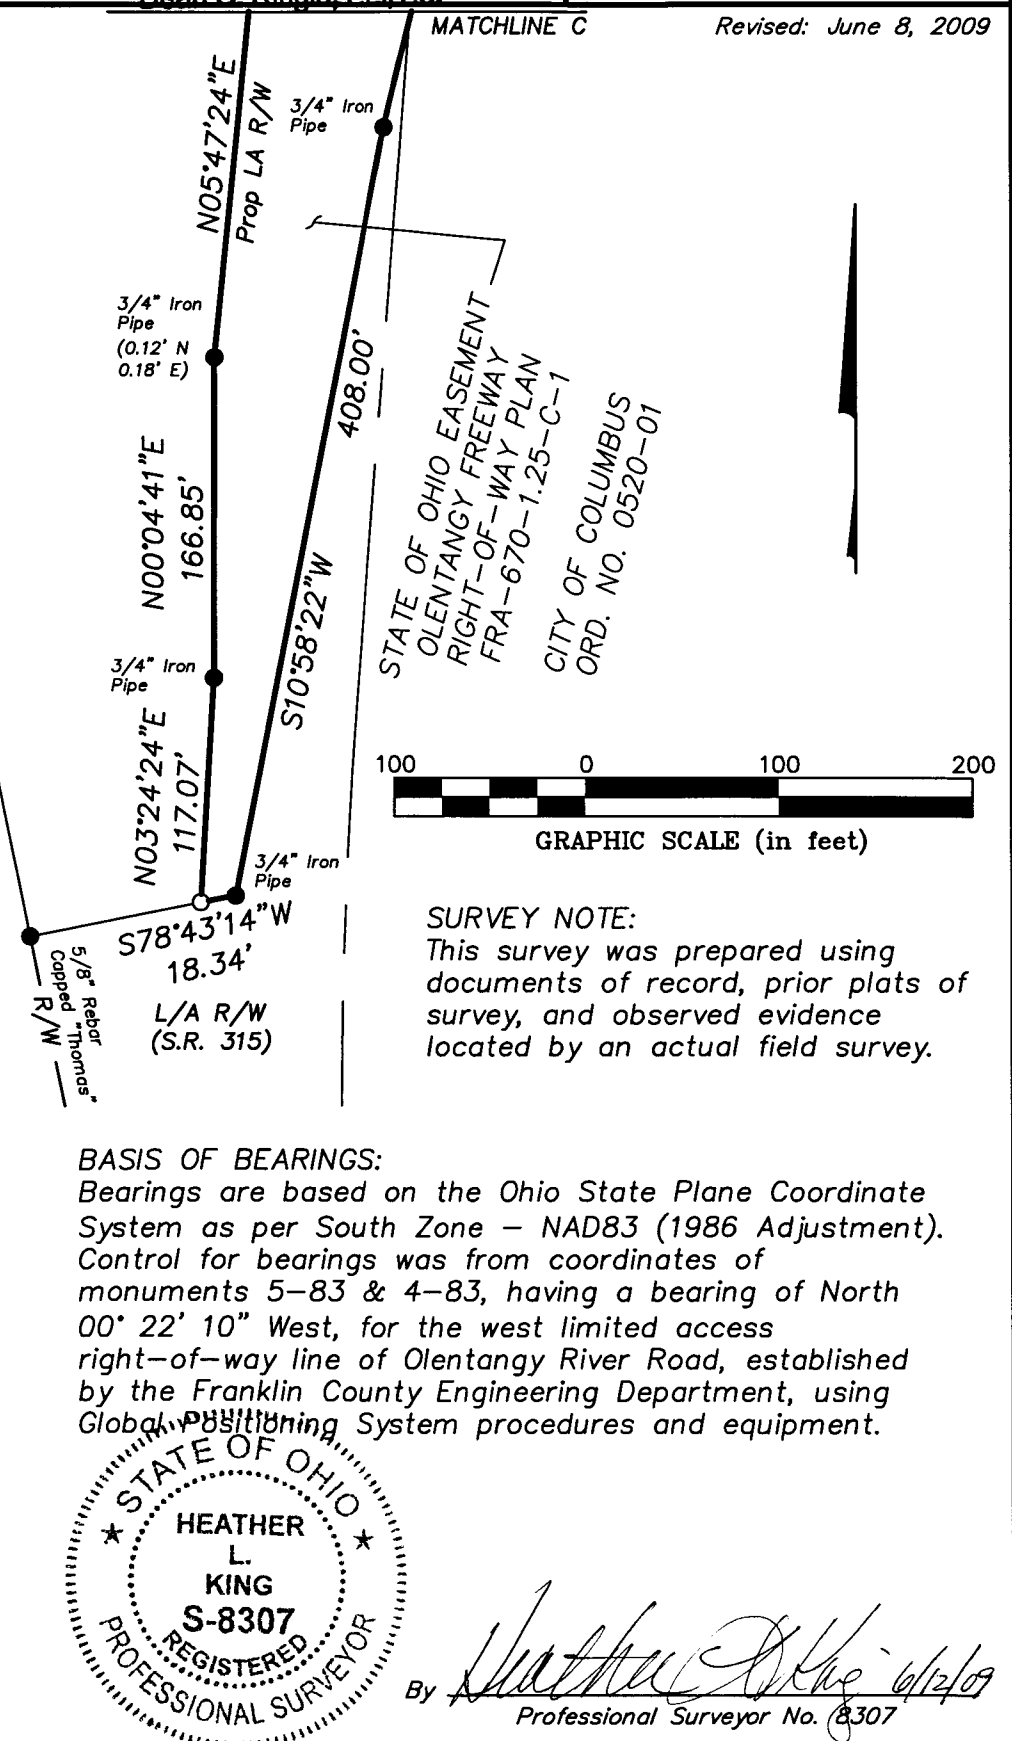 MATCHLINE C
Revised: June 8, 2009
N05°47'24"E
Prop LA R/W
3/4" Iron
Pipe
3/4" Iron
Pipe
(0.12' N
0.18' E)
408.00'
S10°58'22"W
N00°04'41"E
166.85'
STATE OF OHIO EASEMENT
OLENTANGY FREEWAY
RIGHT-OF-WAY PLAN
FRA-670-1.25-C-1
CITY OF COLUMBUS
ORD. NO. 0520-01
3/4" Iron
Pipe
N03°24'24"E
117.07'
100 0 100 200
GRAPHIC SCALE (in feet)
3/4" Iron
Pipe
S78°43'14"W
18.34'
5/8" Rebar
Capped "Thomas"
R/W
L/A R/W
(S.R. 315)
SURVEY NOTE:
This survey was prepared using
documents of record, prior plats of
survey, and observed evidence
located by an actual field survey.
BASIS OF BEARINGS:
Bearings are based on the Ohio State Plane Coordinate
System as per South Zone - NAD83 (1986 Adjustment).
Control for bearings was from coordinates of
monuments 5-83 & 4-83, having a bearing of North
00° 22' 10" West, for the west limited access
right-of-way line of Olentangy River Road, established
by the Franklin County Engineering Department, using
Global Positioning System procedures and equipment.
STATE OF OHIO
HEATHER
L.
KING
S-8307
REGISTERED
PROFESSIONAL SURVEYOR
By Heather L King 6/12/09
Professional Surveyor No. 8307